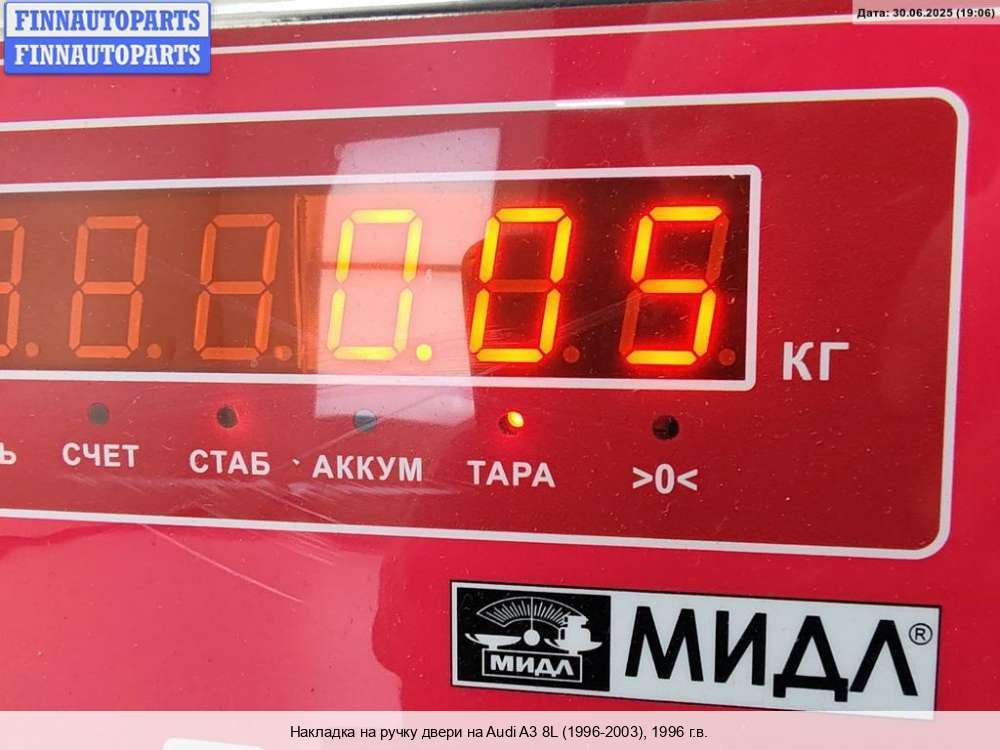 FINNAUTOPARTS
FINNAUTOPARTS
Дата: 30.06.2025 (19:06)
0.05
КГ
Ь СЧЕТ СТАБ АККУМ ТАРА >0<
МИДЛ
МИДЛ®
Накладка на ручку двери на Audi A3 8L (1996-2003), 1996 г.в.